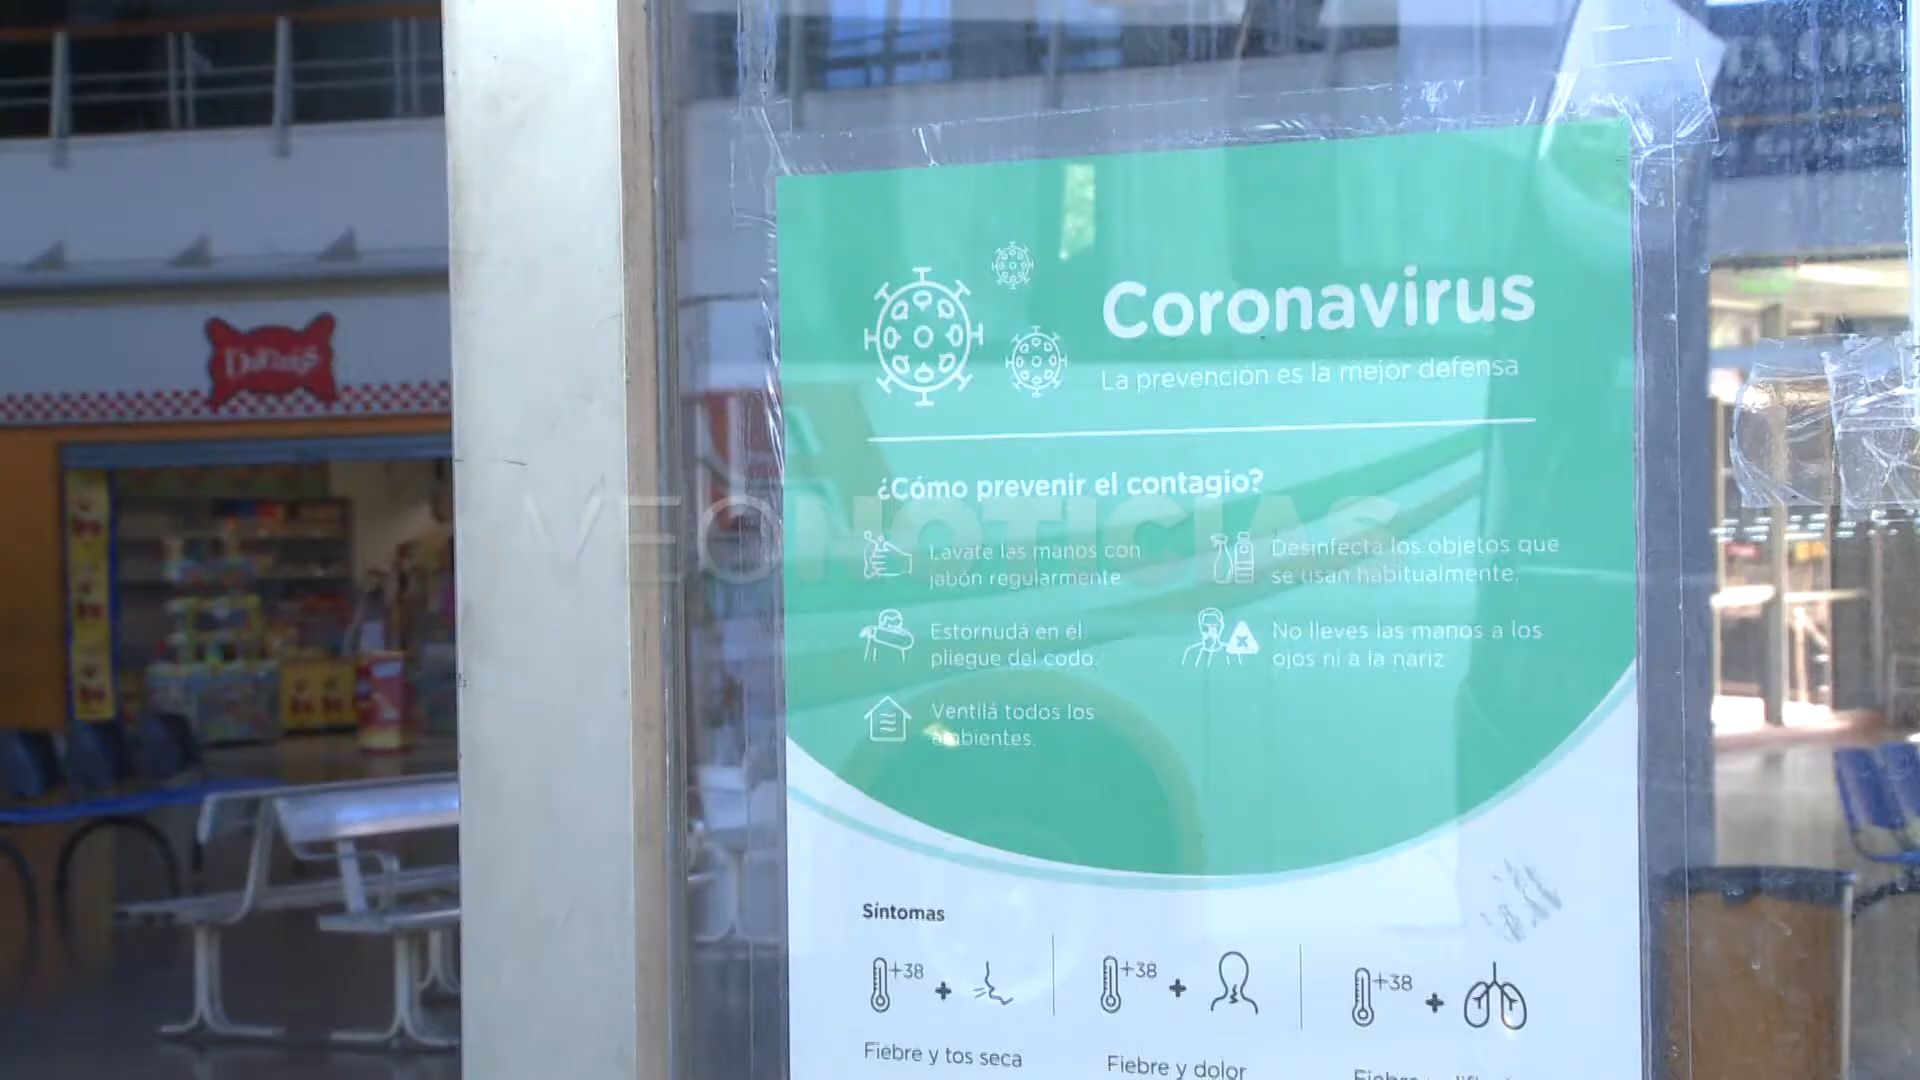 Coronavirus
La prevención es la mejor defensa
¿Cómo prevenir el contagio?
Lavate las manos con
jabón regularmente
Desinfectá los objetos que
se usan habitualmente.
Estornudá en el
pliegue del codo.
No lleves las manos a los
ojos ni a la nariz
Ventilá todos los
ambientes.
VEONOTICIAS
Síntomas
+38 +
+38 +
+38 +
Fiebre y tos seca
Fiebre y dolor